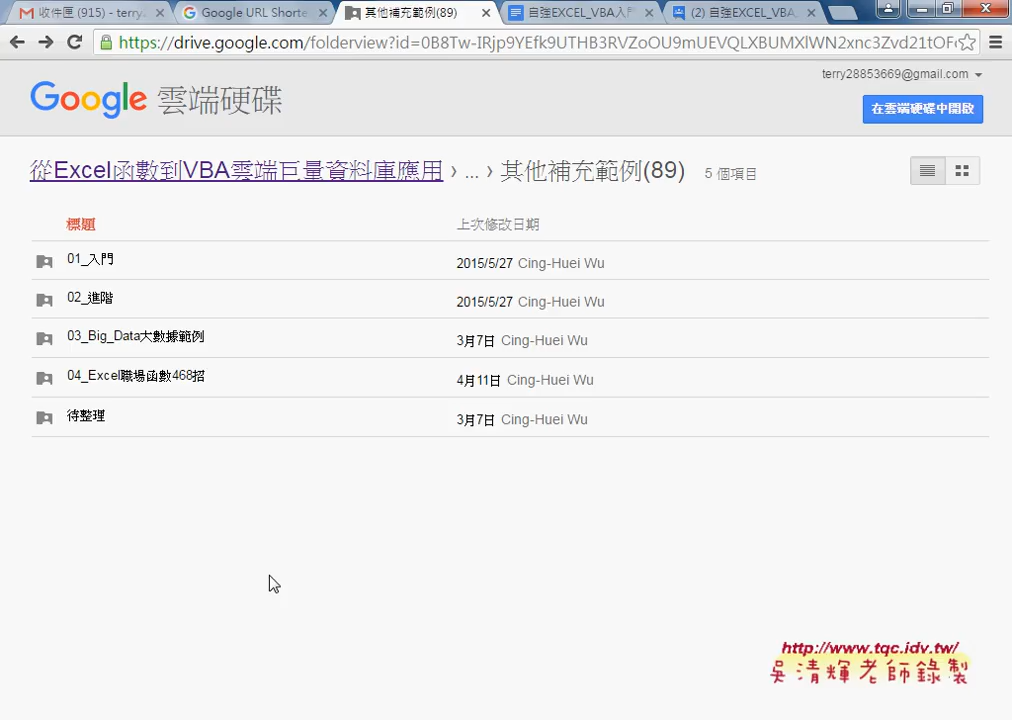 收件匣 (915) - terry
Google URL Shorte
其他補充範例(89)
自強EXCEL_VBA入門
(2) 自強EXCEL_VBA
https://drive.google.com/folderview?id=0B8Tw-IRjp9YEfk9UTHB3RVZoOU9mUEVQLXBUMXlWN2xnc3Zvd21tOF
terry28853669@gmail.com
Google 雲端硬碟
在雲端硬碟中開啟
從Excel函數到VBA雲端巨量資料庫應用 › ... › 其他補充範例(89) 5 個項目
標題 上次修改日期
01_入門 2015/5/27 Cing-Huei Wu
02_進階 2015/5/27 Cing-Huei Wu
03_Big_Data大數據範例 3月7日 Cing-Huei Wu
04_Excel職場函數468招 4月11日 Cing-Huei Wu
待整理 3月7日 Cing-Huei Wu
http://www.tqc.idv.tw/
吳清輝老師錄製